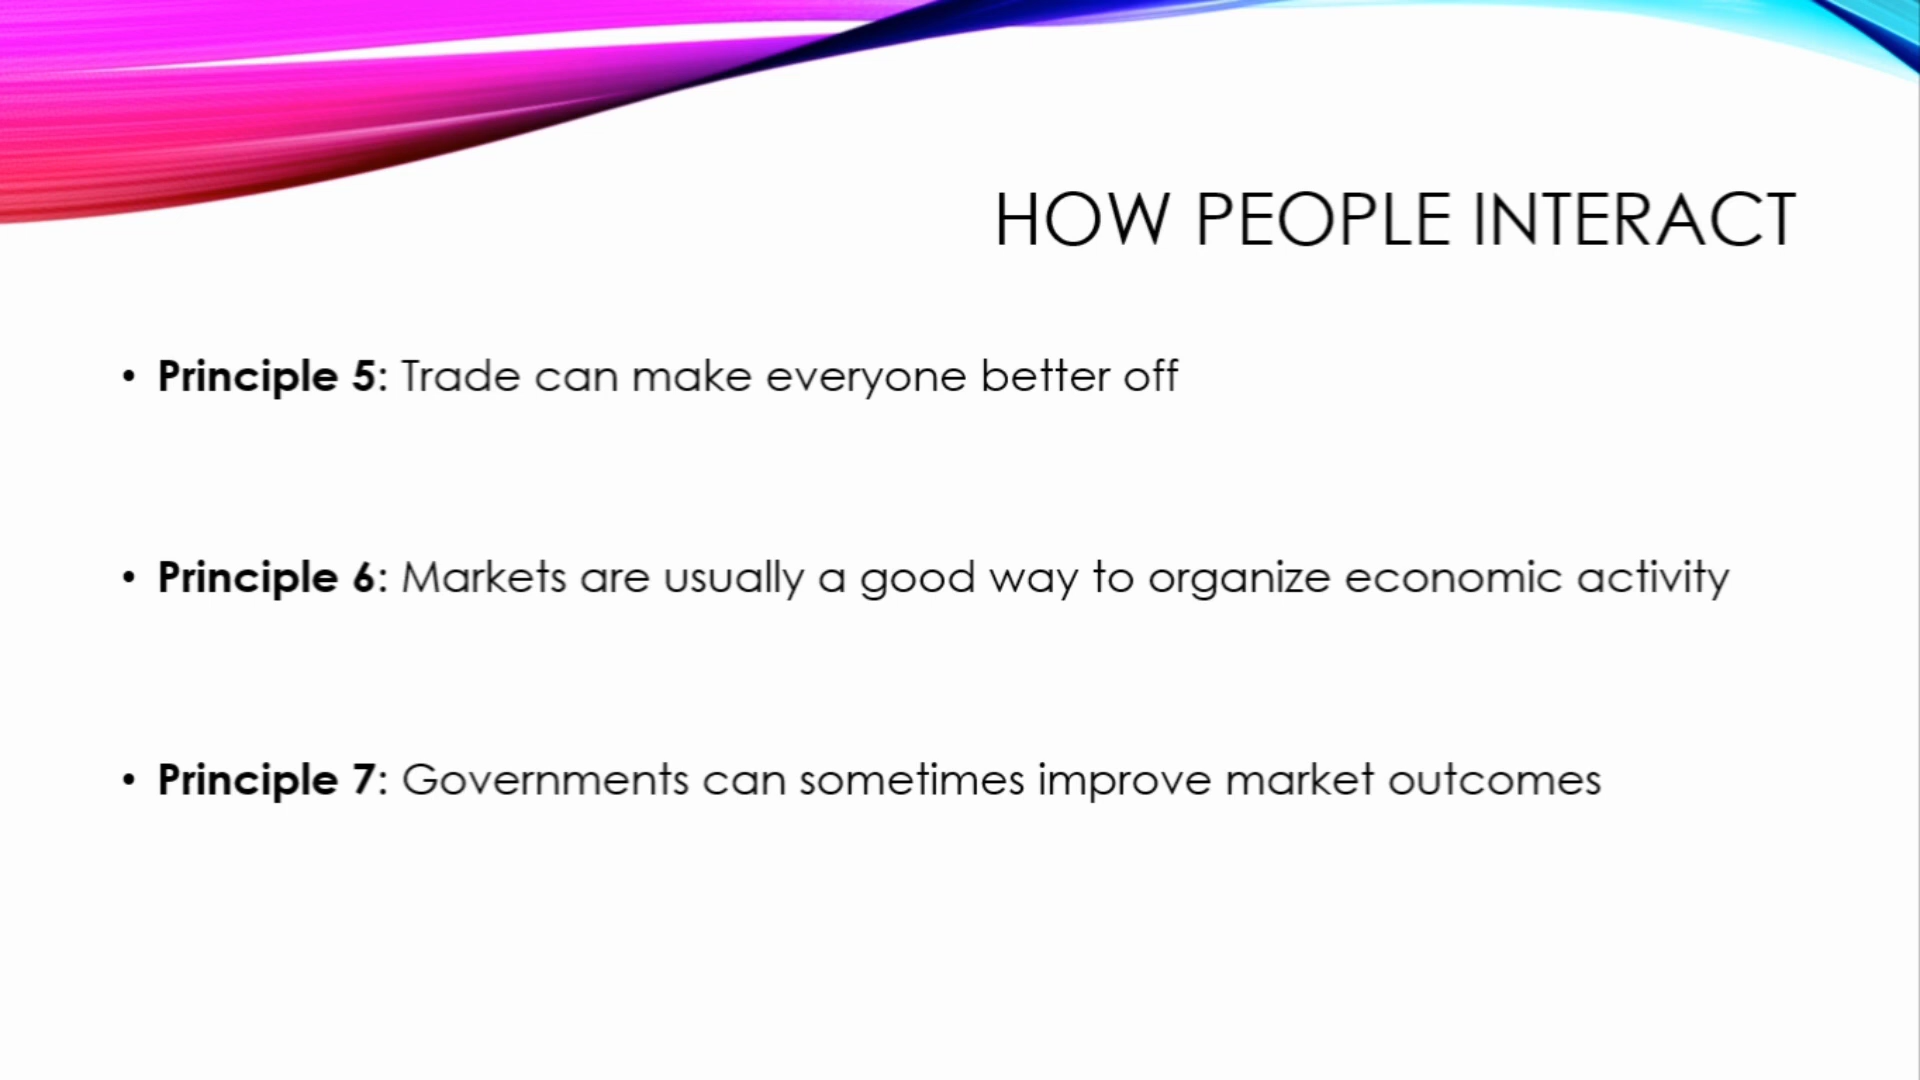 HOW PEOPLE INTERACT
• Principle 5: Trade can make everyone better off
• Principle 6: Markets are usually a good way to organize economic activity
• Principle 7: Governments can sometimes improve market outcomes